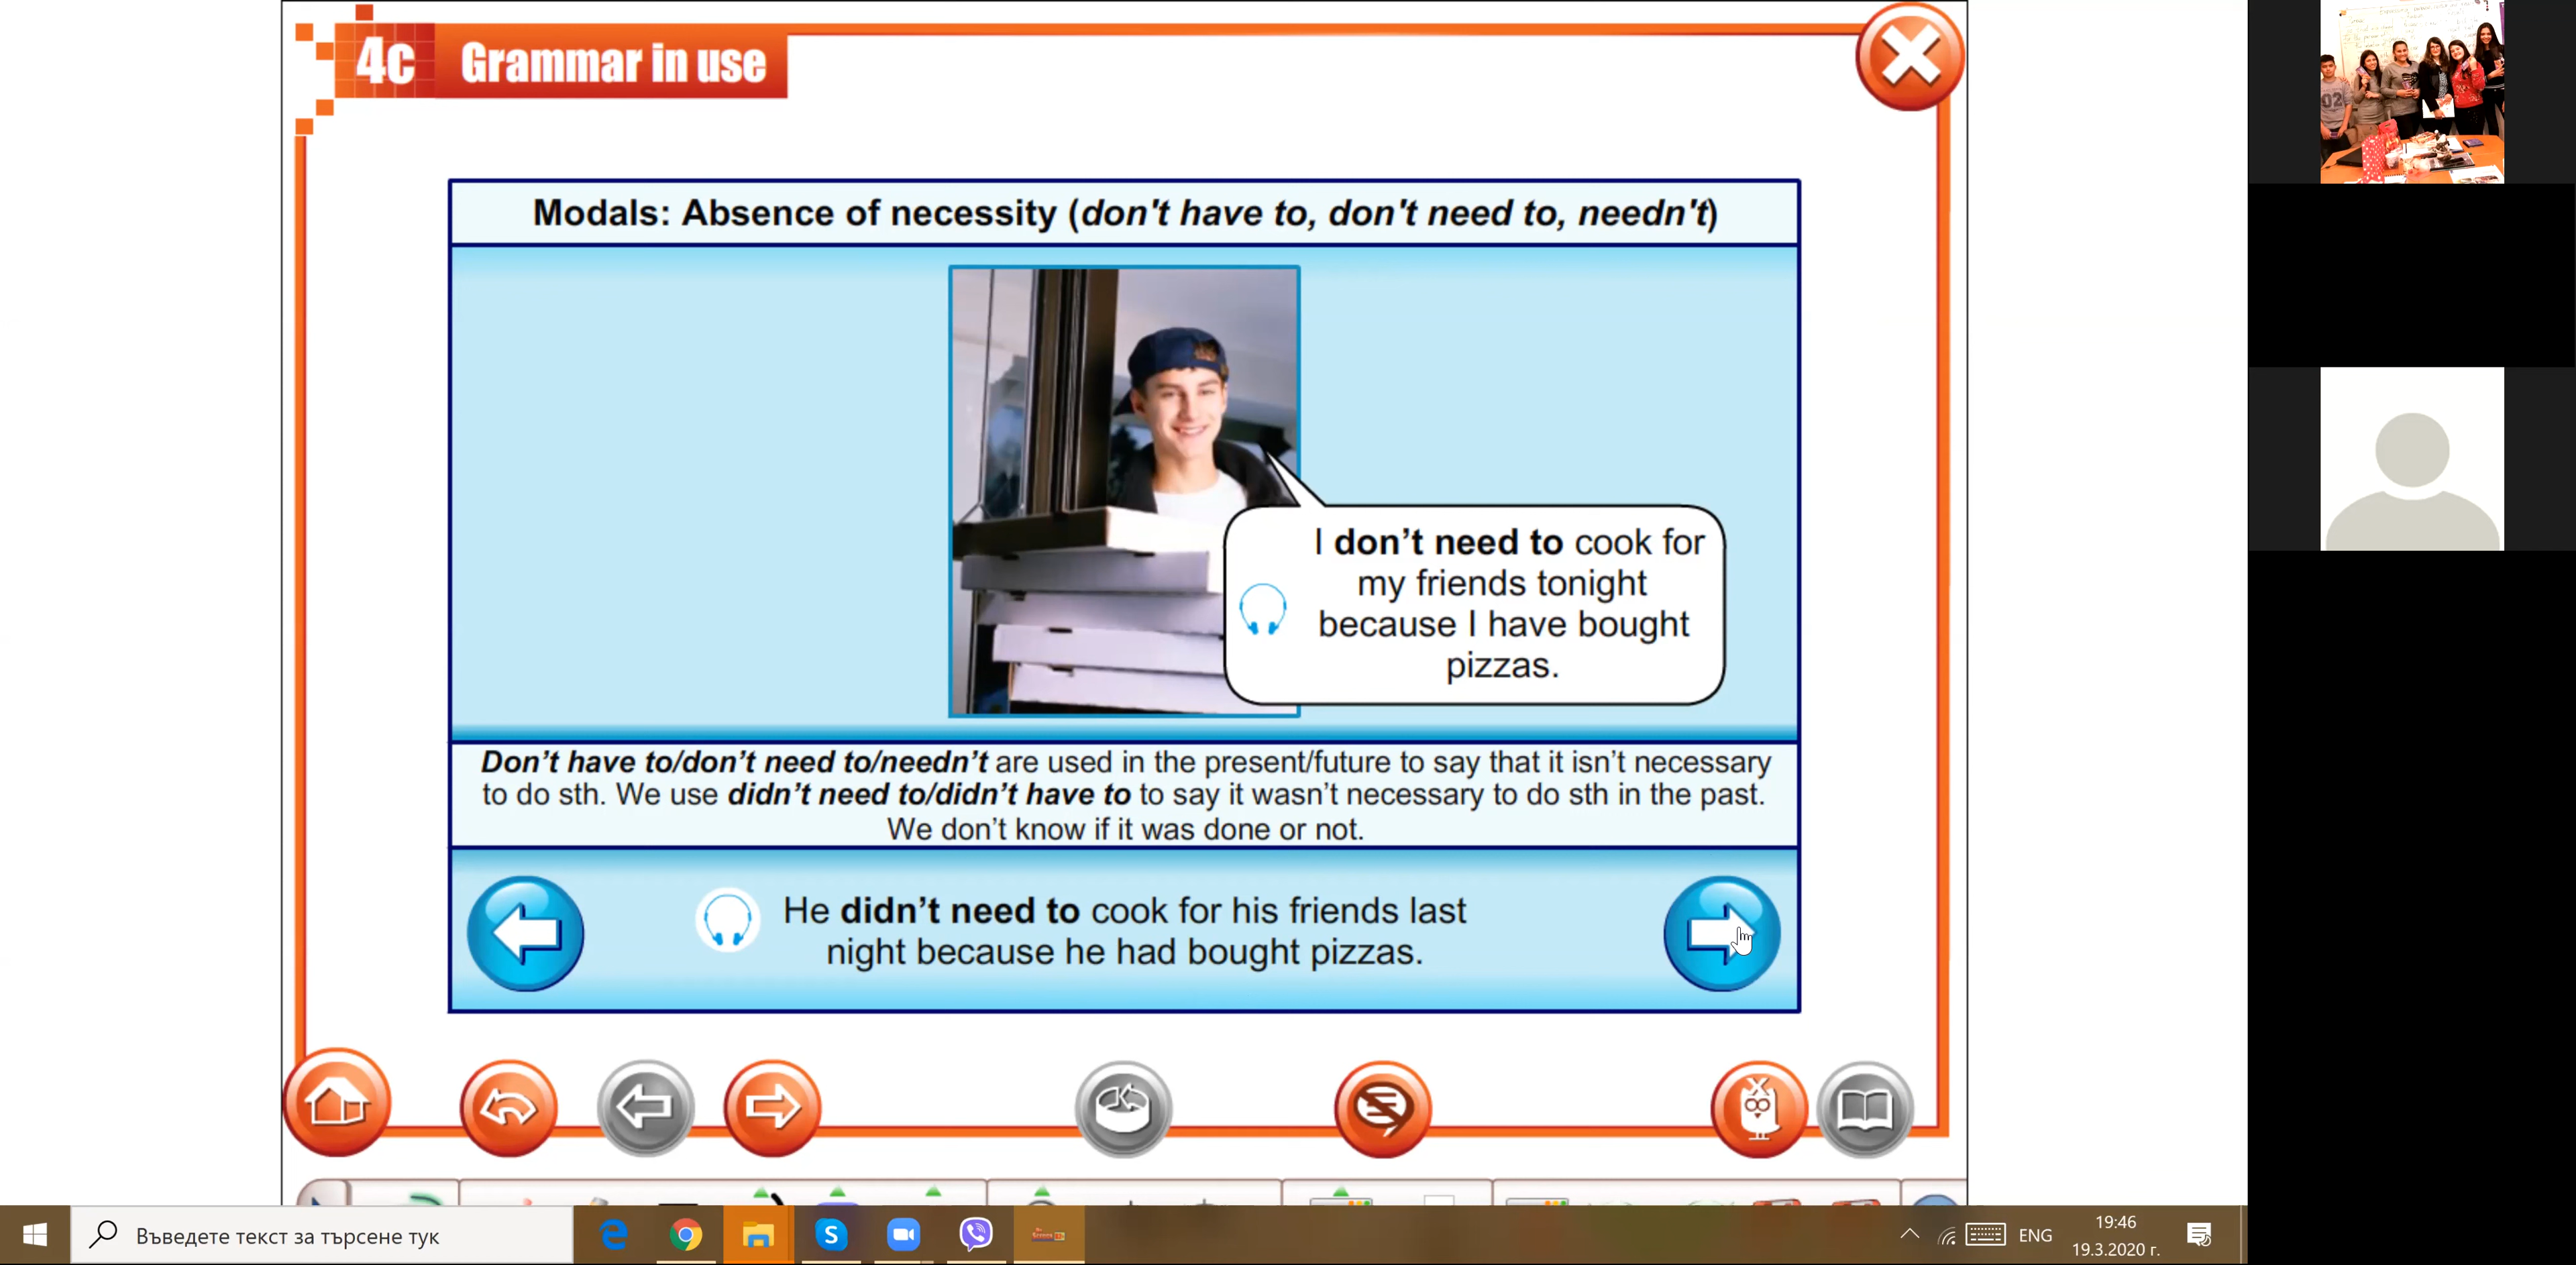 4c Grammar in use
Modals: Absence of necessity (don't have to, don't need to, needn't)
I don't need to cook for
my friends tonight
because I have bought
pizzas.
Don't have to/don't need to/needn't are used in the present/future to say that it isn't necessary
to do sth. We use didn't need to/didn't have to to say it wasn't necessary to do sth in the past.
We don't know if it was done or not.
He didn't need to cook for his friends last
night because he had bought pizzas.
Въведете текст за търсене тук
ENG
19:46
19.3.2020 г.